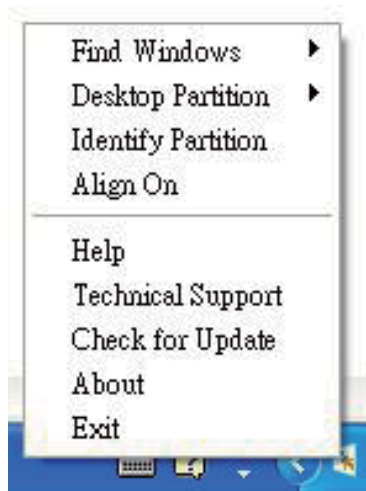 Find Windows
Desktop Partition
Identify Partition
Align On
Help
Technical Support
Check for Update
About
Exit